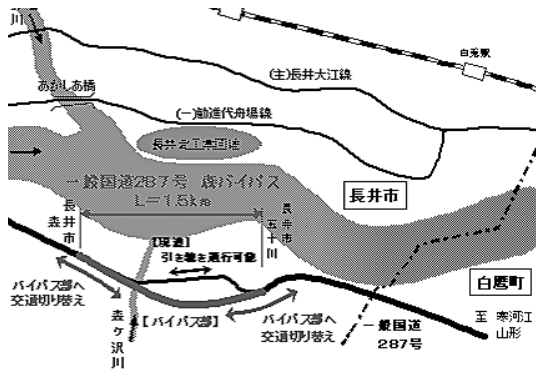 川
白兎駅
(主)長井大江線
あかしあ橋
(一)勧進代舟場線
長井北工業団地
一般国道287号 森バイパス
L=1.5km
長井市
長井市
森
長井市
五十川
【現道】
引き続き通行可能
白鷹町
バイパス部へ
交通切り替え
森ヶ沢川
【バイパス部】
バイパス部へ
交通切り替え
一般国道
287号
至 寒河江
山形